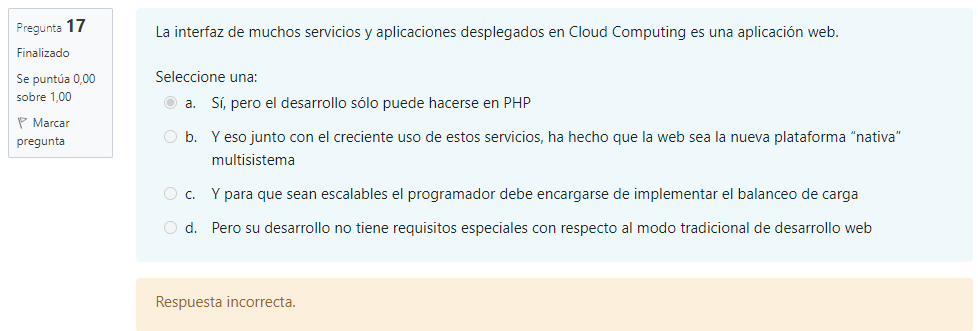 Pregunta 17
Finalizado
Se puntúa 0,00
sobre 1,00
Marcar
pregunta
La interfaz de muchos servicios y aplicaciones desplegados en Cloud Computing es una aplicación web.
Seleccione una:
a. Sí, pero el desarrollo sólo puede hacerse en PHP
b. Y eso junto con el creciente uso de estos servicios, ha hecho que la web sea la nueva plataforma “nativa”
multisistema
c. Y para que sean escalables el programador debe encargarse de implementar el balanceo de carga
d. Pero su desarrollo no tiene requisitos especiales con respecto al modo tradicional de desarrollo web
Respuesta incorrecta.